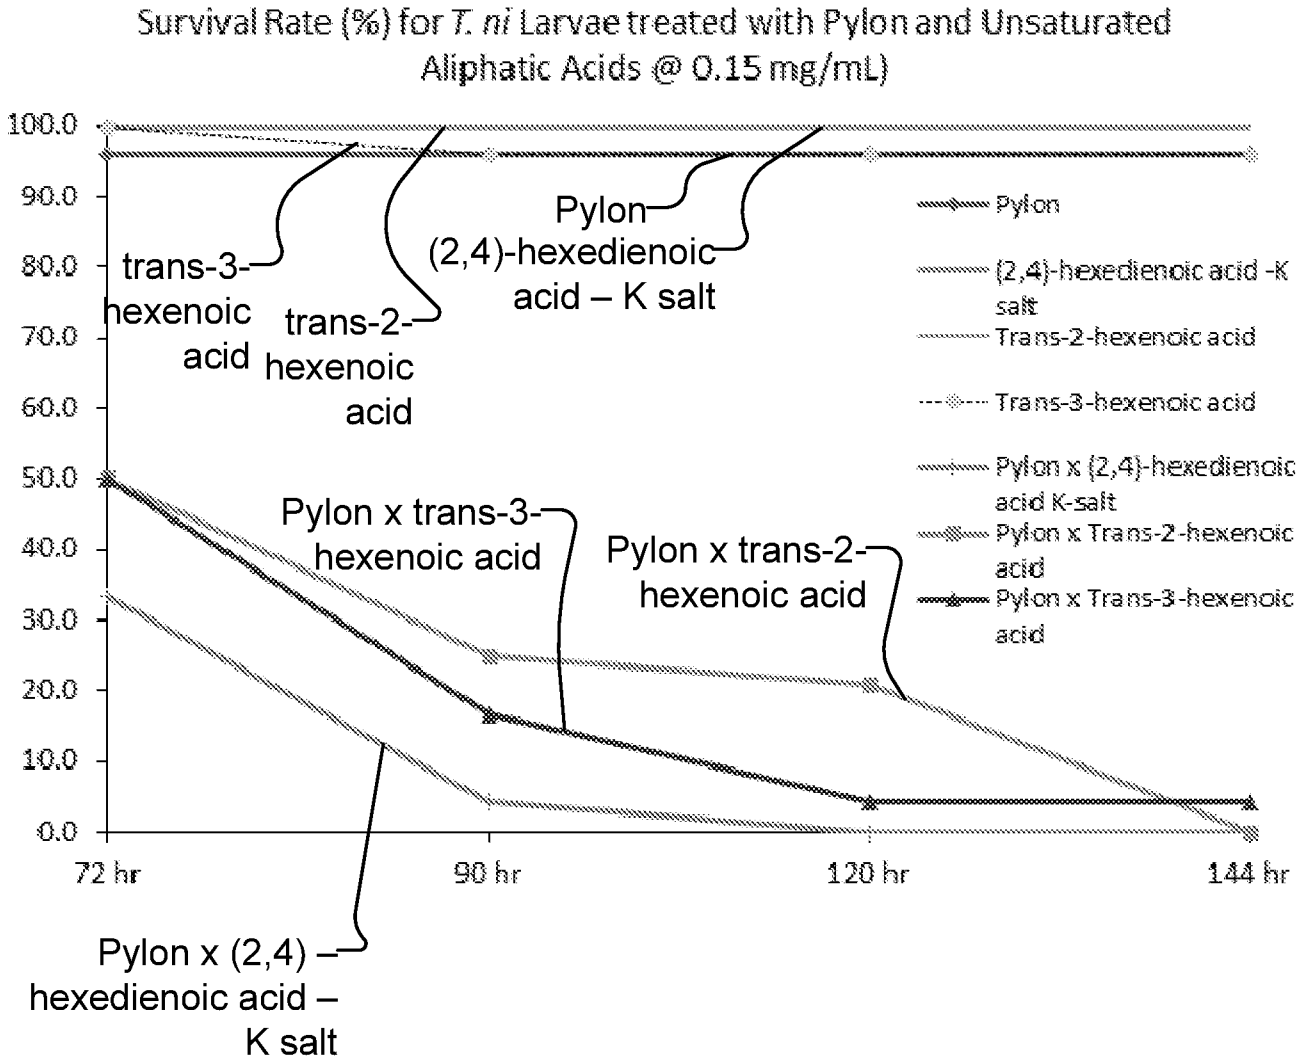 Survival Rate (%) for T. ni Larvae treated with Pylon and Unsaturated
Aliphatic Acids @ 0.15 mg/mL)
100.0
90.0
80.0
70.0
60.0
50.0
40.0
30.0
20.0
10.0
0.0
72 hr
90 hr
120 hr
144 hr
trans-3-
hexenoic
acid
trans-2-
hexenoic
acid
Pylon
(2,4)-hexedienoic
acid – K salt
Pylon x trans-3-
hexenoic acid
Pylon x trans-2-
hexenoic acid
Pylon x (2,4) –
hexedienoic acid –
K salt
Pylon
(2,4)-hexedienoic acid -K
salt
Trans-2-hexenoic acid
Trans-3-hexenoic acid
Pylon x (2,4)-hexedienoic
acid K-salt
Pylon x Trans-2-hexenoic
acid
Pylon x Trans-3-hexenoic
acid